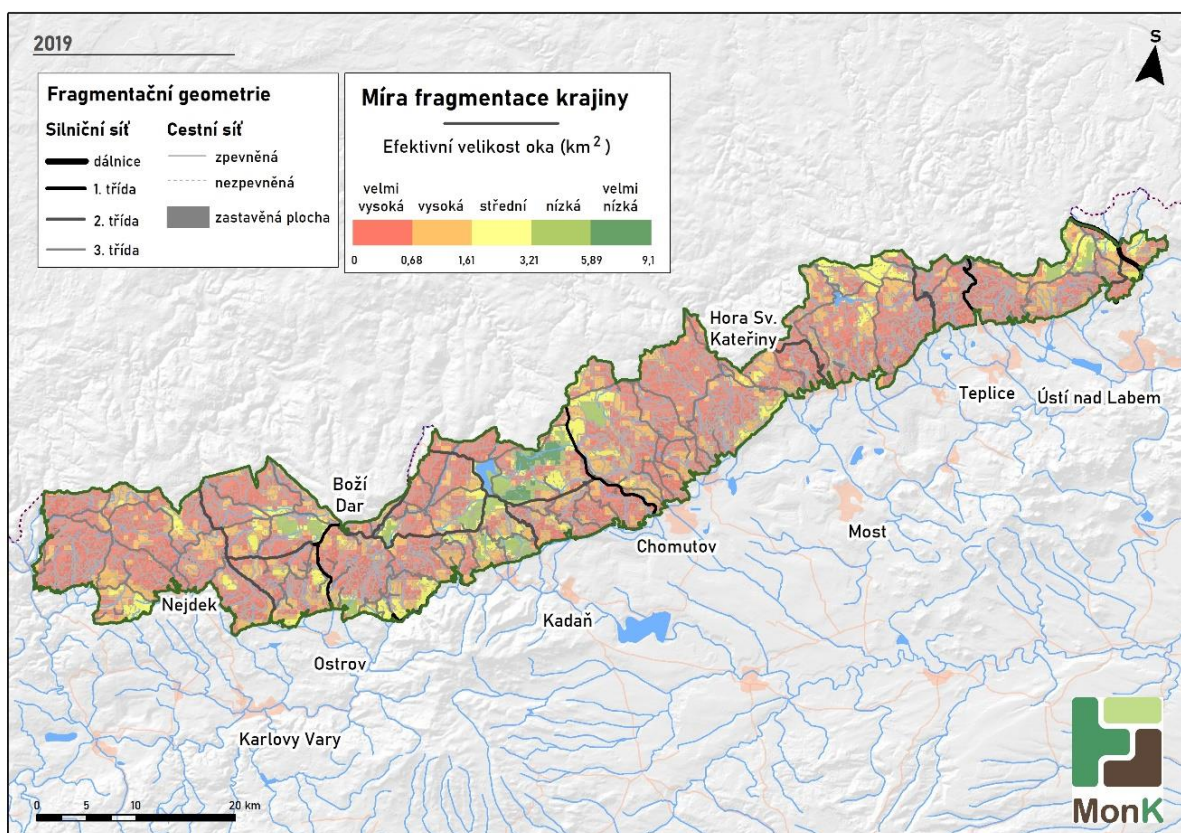 2019
S
Fragmentační geometrie
Silniční síť
dálnice
1. třída
2. třída
3. třída
Cestní síť
zpevněná
nezpevněná
zastavěná plocha
Míra fragmentace krajiny
Efektivní velikost oka (km²)
velmi vysoká
vysoká
střední
nízká
velmi nízká
0 0,68 1,61 3,21 5,89 9,1
Hora Sv.
Kateřiny
Teplice
Ústí nad Labem
Boží
Dar
Most
Chomutov
Nejdek
Kadaň
Ostrov
Karlovy Vary
0 5 10 20 km
MonK